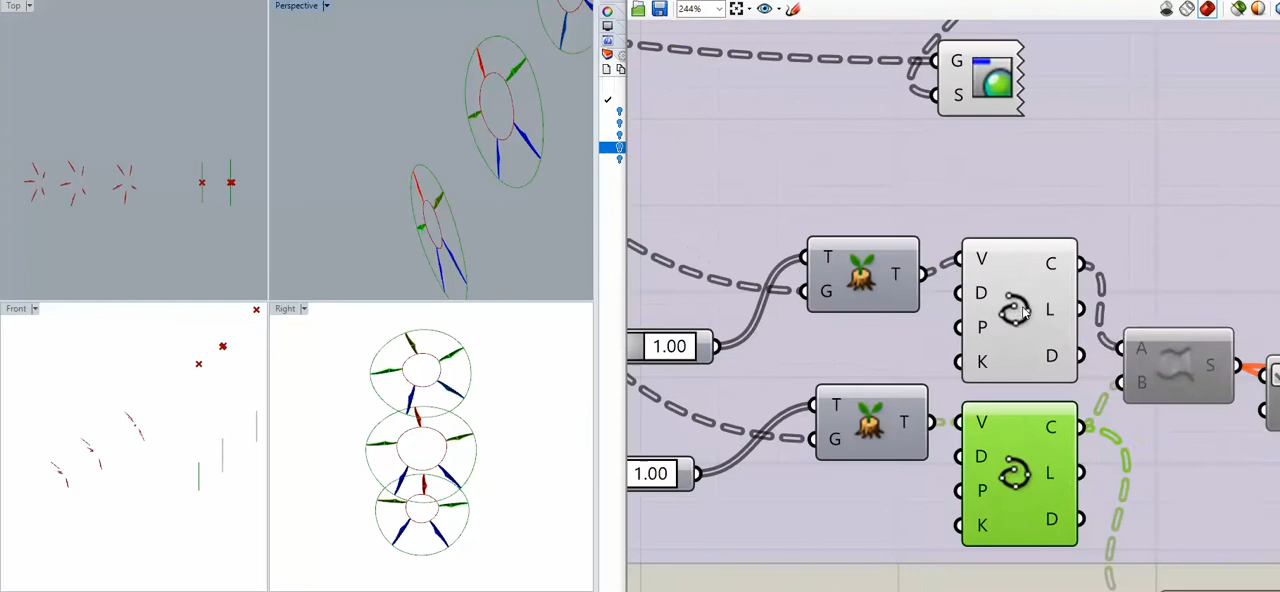 Top
Perspective
244%
G
S
T
G
T
V
D
P
K
C
L
D
1.00
A
B
S
T
G
T
V
D
P
K
C
L
D
1.00
Front
Right